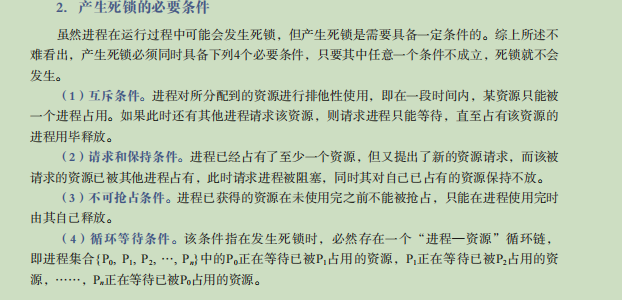 2．产生死锁的必要条件
虽然进程在运行过程中可能会发生死锁，但产生死锁是需要具备一定条件的。综上所述不
难看出，产生死锁必须同时具备下列4个必要条件，只要其中任意一个条件不成立，死锁就不会
发生。
（1）互斥条件。进程对所分配到的资源进行排他性使用，即在一段时间内，某资源只能被
一个进程占用。如果此时还有其他进程请求该资源，则请求进程只能等待，直至占有该资源的
进程用毕释放。
（2）请求和保持条件。进程已经占有了至少一个资源，但又提出了新的资源请求，而该被
请求的资源已被其他进程占有，此时请求进程被阻塞，同时其对自己已占有的资源保持不放。
（3）不可抢占条件。进程已获得的资源在未使用完之前不能被抢占，只能在进程使用完时
由其自己释放。
（4）循环等待条件。该条件指在发生死锁时，必然存在一个“进程—资源”循环链，
即进程集合{P₀, P₁, P₂, …, Pₙ}中的P₀正在等待已被P₁占用的资源，P₁正在等待已被P₂占用的资
源，……，Pₙ正在等待已被P₀占用的资源。